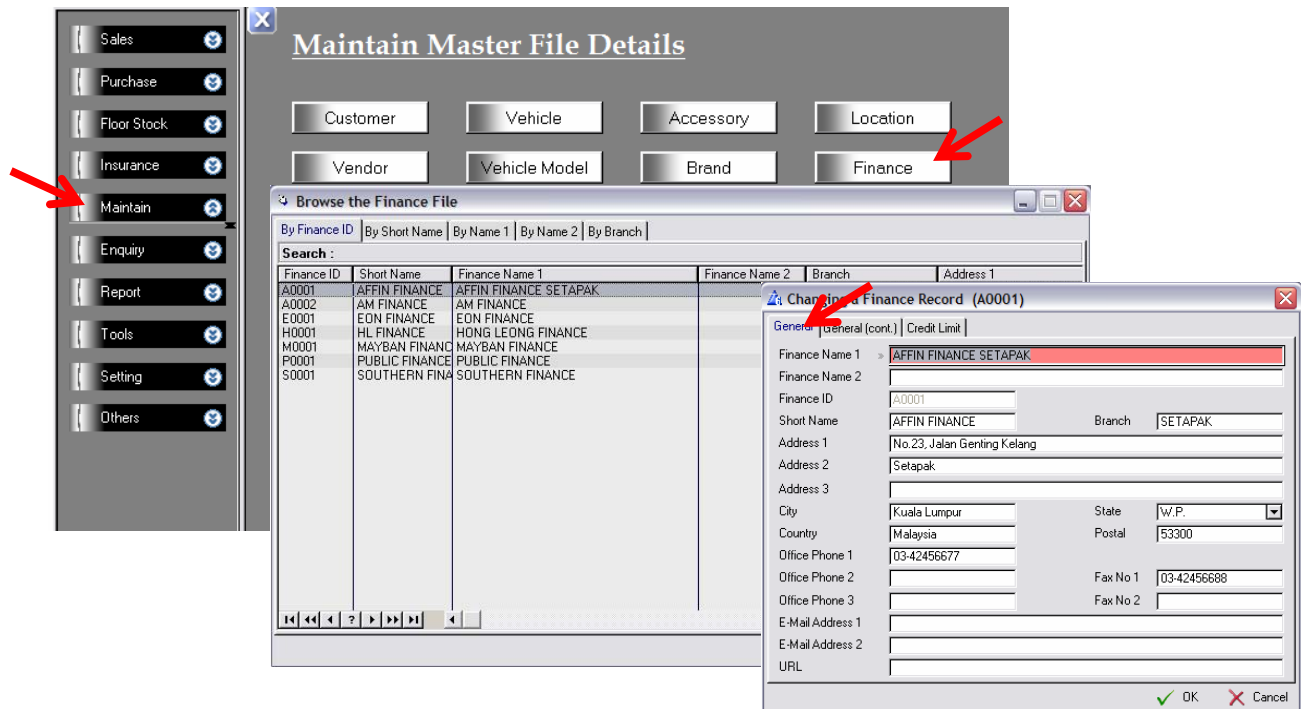 Sales
Purchase
Floor Stock
Insurance
Maintain
Enquiry
Report
Tools
Setting
Others
Maintain Master File Details
Customer Vehicle Accessory Location
Vendor Vehicle Model Brand Finance
Browse the Finance File
By Finance ID By Short Name By Name 1 By Name 2 By Branch
Search :
Finance ID Short Name Finance Name 1 Finance Name 2 Branch Address 1
A0001 AFFIN FINANCE AFFIN FINANCE SETAPAK
A0002 AM FINANCE AM FINANCE
E0001 EON FINANCE EON FINANCE
H0001 HL FINANCE HONG LEONG FINANCE
M0001 MAYBAN FINANC MAYBAN FINANCE
P0001 PUBLIC FINANCE PUBLIC FINANCE
S0001 SOUTHERN FINA SOUTHERN FINANCE
Changing a Finance Record (A0001)
General General (cont.) Credit Limit
Finance Name 1 » AFFIN FINANCE SETAPAK
Finance Name 2
Finance ID A0001
Short Name AFFIN FINANCE Branch SETAPAK
Address 1 No.23, Jalan Genting Kelang
Address 2 Setapak
Address 3
City Kuala Lumpur State W.P.
Country Malaysia Postal 53300
Office Phone 1 03-42456677
Office Phone 2 Fax No 1 03-42456688
Office Phone 3 Fax No 2
E-Mail Address 1
E-Mail Address 2
URL
OK Cancel